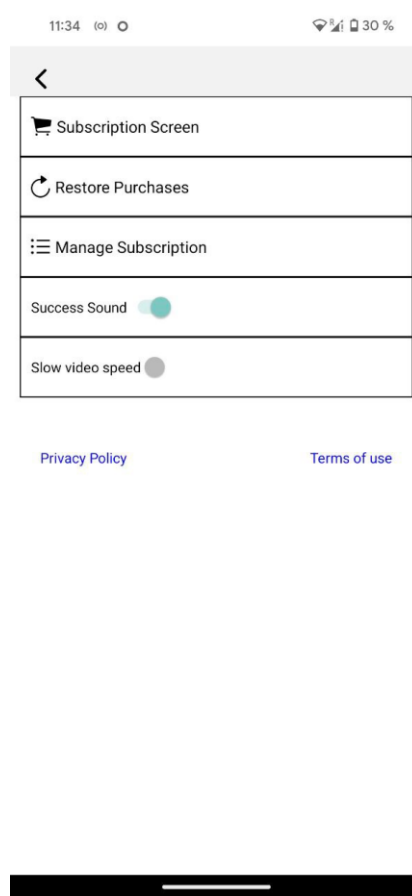 11:34 R 30 %
Subscription Screen
Restore Purchases
Manage Subscription
Success Sound
Slow video speed
Privacy Policy Terms of use